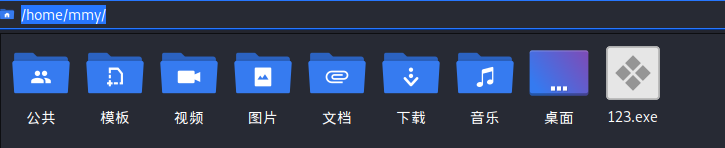 /home/mmy/
公共 模板 视频 图片 文档 下载 音乐 桌面 123.exe